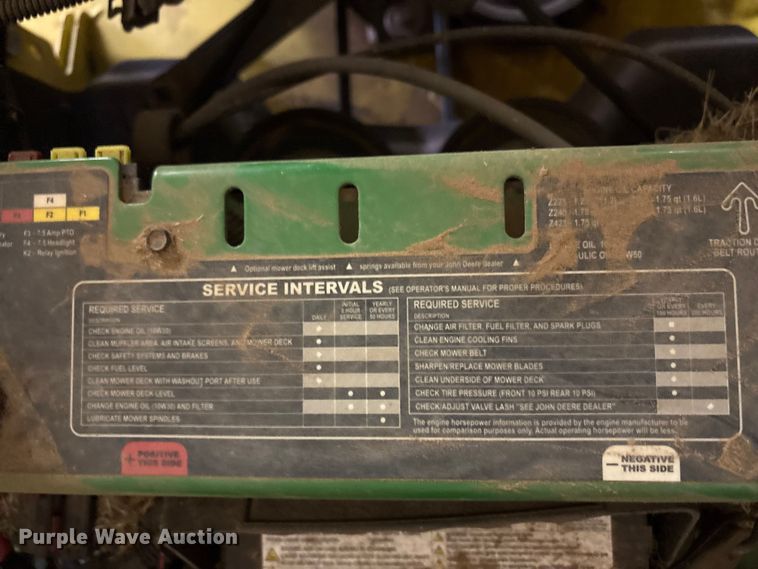 F4
F3 F2 F1
F3 - 7.5 Amp PTO
F4 - 7.5 Headlight
K2 - Relay Ignition
OIL CAPACITY
1.75 qt (1.6L)
TRACTION
BELT ROUT
▲ Optional mower deck lift assist ▲ springs available from your John Deere dealer ▲
SERVICE INTERVALS (SEE OPERATOR'S MANUAL FOR PROPER PROCEDURES)
REQUIRED SERVICE
DESCRIPTION
DAILY
INITIAL 8 HOUR SERVICE
YEARLY OR EVERY 50 HOURS
CHECK ENGINE OIL (10W30)
CLEAN MUFFLER AREA, AIR INTAKE SCREENS, AND MOWER DECK
CHECK SAFETY SYSTEMS AND BRAKES
CHECK FUEL LEVEL
CLEAN MOWER DECK WITH WASHOUT PORT AFTER USE
CHECK MOWER DECK LEVEL
CHANGE ENGINE OIL (10W30) AND FILTER
LUBRICATE MOWER SPINDLES
REQUIRED SERVICE
DESCRIPTION
OR EVERY 100 HOURS
EVERY HOURS
CHANGE AIR FILTER, FUEL FILTER, AND SPARK PLUGS
CLEAN ENGINE COOLING FINS
CHECK MOWER BELT
SHARPEN/REPLACE MOWER BLADES
CLEAN UNDERSIDE OF MOWER DECK
CHECK TIRE PRESSURE (FRONT 10 PSI REAR 10 PSI)
CHECK/ADJUST VALVE LASH "SEE JOHN DEERE DEALER"
The engine horsepower information is provided by the engine manufacturer to be
used for comparison purposes only. Actual operating horsepower will be less.
+ POSITIVE
THIS SIDE
− NEGATIVE
THIS SIDE
Purple Wave Auction